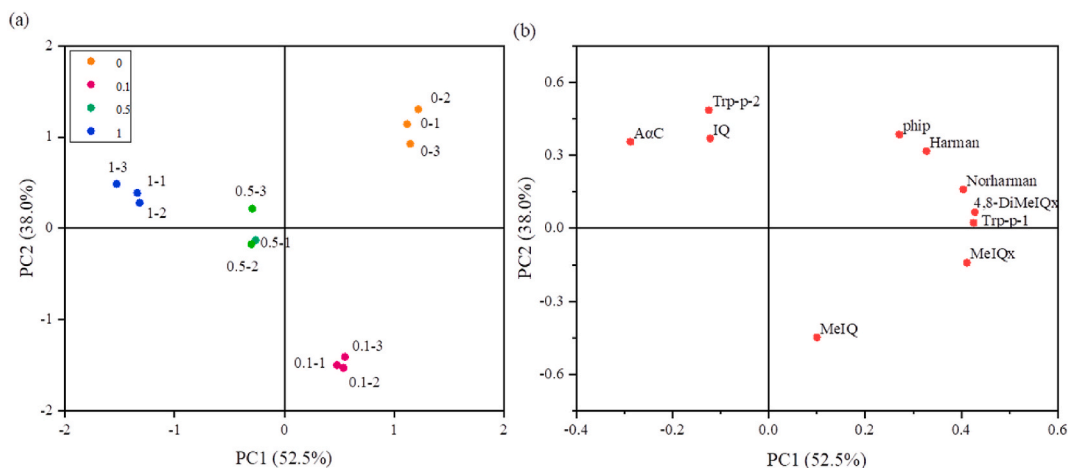 (a)
2
1
0
-1
-2
-2
-1
0
1
2
PC2 (38.0%)
PC1 (52.5%)
0
0.1
0.5
1
0-2
0-1
0-3
1-3
1-1
1-2
0.5-3
0.5-1
0.5-2
0.1-3
0.1-1
0.1-2
(b)
0.6
0.3
0.0
-0.3
-0.6
-0.4
-0.2
0.0
0.2
0.4
0.6
PC2 (38.0%)
PC1 (52.5%)
Trp-p-2
AαC
IQ
phip
Harman
Norharman
4,8-DiMeIQx
Trp-p-1
MeIQx
MeIQ